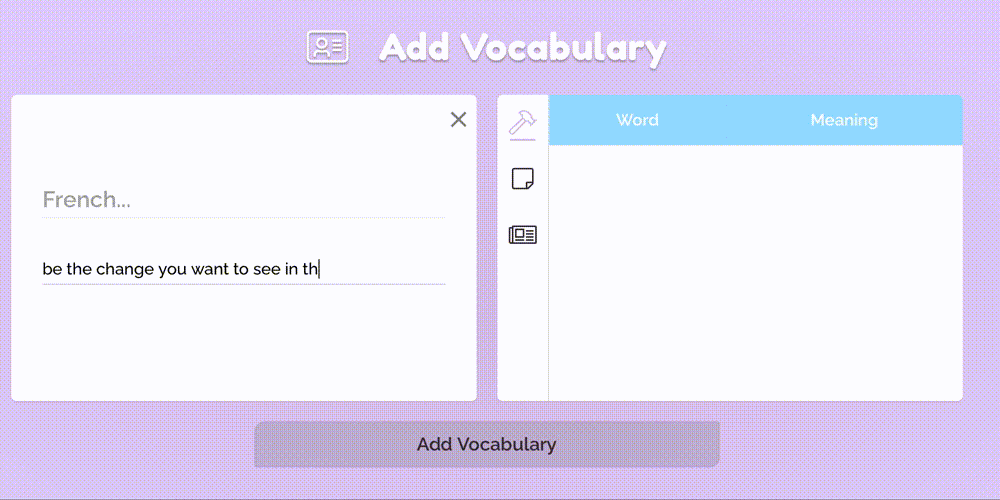 Add Vocabulary
French...
be the change you want to see in th
Word Meaning
Add Vocabulary